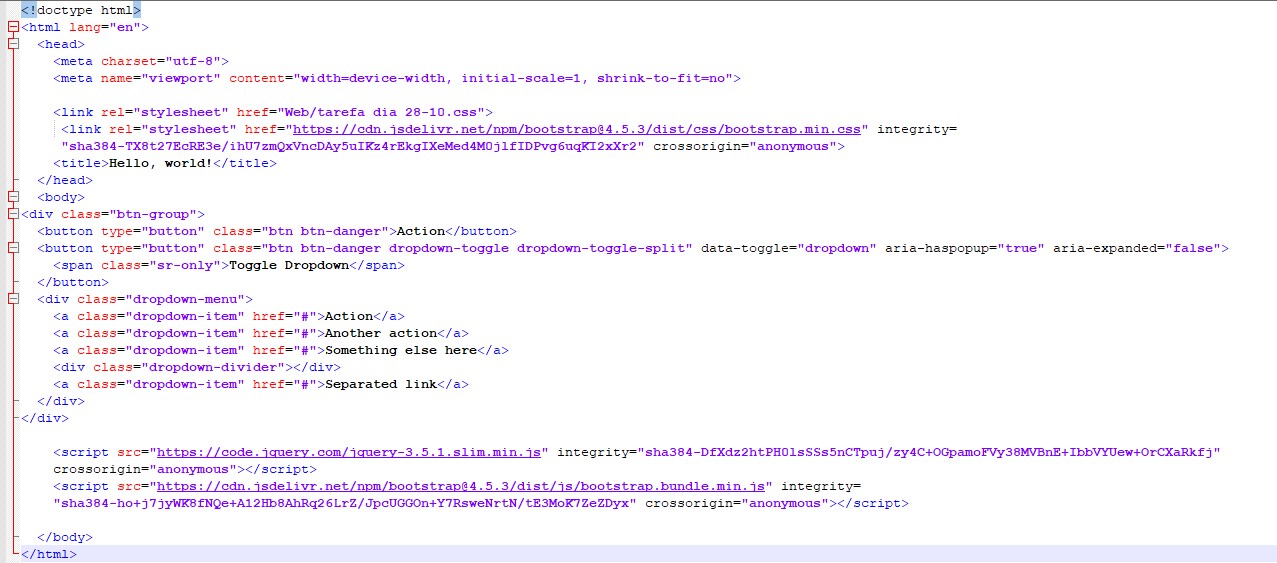 <!doctype html>
<html lang="en">
<head>
<meta charset="utf-8">
<meta name="viewport" content="width=device-width, initial-scale=1, shrink-to-fit=no">
<link rel="stylesheet" href="Web/tarefa dia 28-10.css">
<link rel="stylesheet" href="https://cdn.jsdelivr.net/npm/bootstrap@4.5.3/dist/css/bootstrap.min.css" integrity=
"sha384-TX8t27EcRE3e/ihU7zmQxVncDAy5uIKz4rEkgIXeMed4M0jlfIDPvg6uqKI2xXr2" crossorigin="anonymous">
<title>Hello, world!</title>
</head>
<body>
<div class="btn-group">
<button type="button" class="btn btn-danger">Action</button>
<button type="button" class="btn btn-danger dropdown-toggle dropdown-toggle-split" data-toggle="dropdown" aria-haspopup="true" aria-expanded="false">
<span class="sr-only">Toggle Dropdown</span>
</button>
<div class="dropdown-menu">
<a class="dropdown-item" href="#">Action</a>
<a class="dropdown-item" href="#">Another action</a>
<a class="dropdown-item" href="#">Something else here</a>
<div class="dropdown-divider"></div>
<a class="dropdown-item" href="#">Separated link</a>
</div>
</div>
<script src="https://code.jquery.com/jquery-3.5.1.slim.min.js" integrity="sha384-DfXdz2htPH0lsSSs5nCTpuj/zy4C+OGpamoFVy38MVBnE+IbbVYUew+OrCXaRkfj"
crossorigin="anonymous"></script>
<script src="https://cdn.jsdelivr.net/npm/bootstrap@4.5.3/dist/js/bootstrap.bundle.min.js" integrity=
"sha384-ho+j7jyWK8fNQe+A12Hb8AhRq26LrZ/JpcUGGOn+Y7RsweNrtN/tE3MoK7ZeZDyx" crossorigin="anonymous"></script>
</body>
</html>